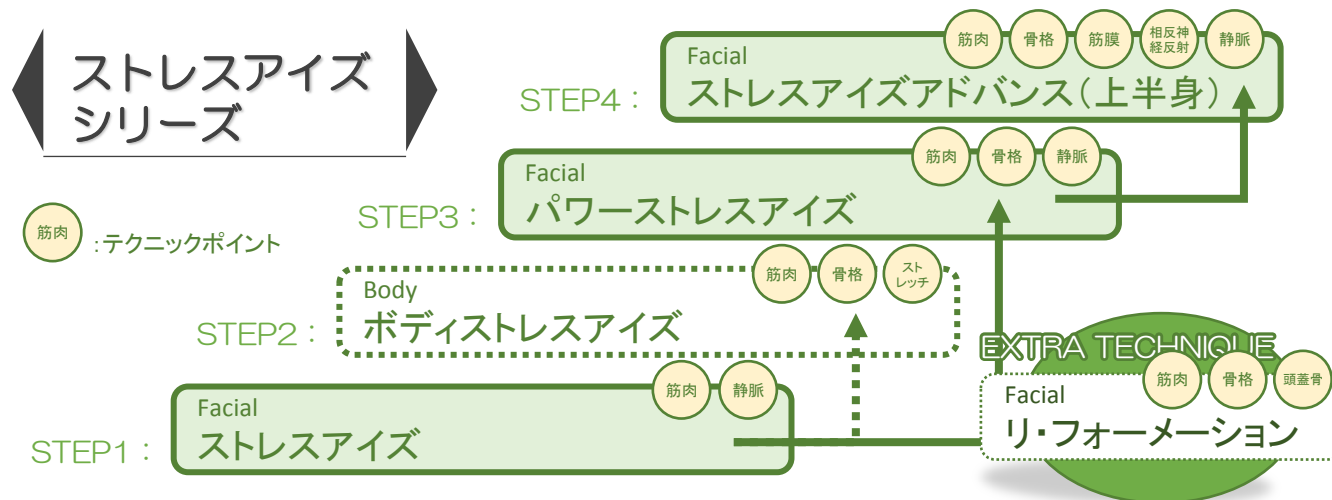 ストレスアイズ
シリーズ
筋肉
:テクニックポイント
STEP4:
Facial
ストレスアイズアドバンス(上半身)
筋肉
骨格
筋膜
相反神
経反射
静脈
STEP3:
Facial
パワーストレスアイズ
筋肉
骨格
静脈
STEP2:
Body
ボディストレスアイズ
筋肉
骨格
スト
レッチ
STEP1:
Facial
ストレスアイズ
筋肉
静脈
EXTRA TECHNIQUE
Facial
リ・フォーメーション
筋肉
骨格
頭蓋骨